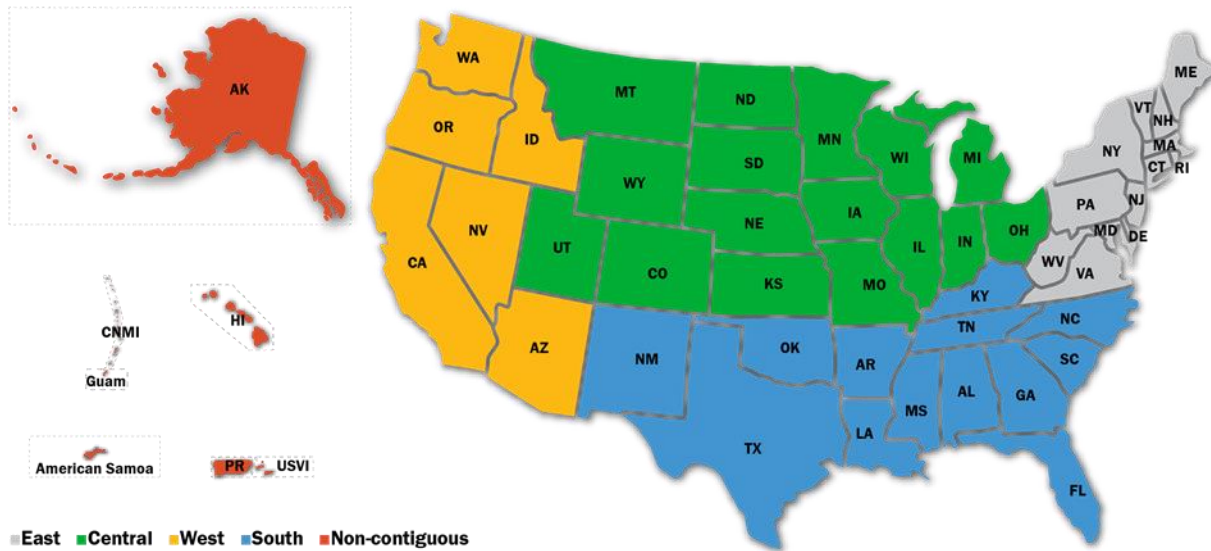 AK
CNMI
Guam
HI
American Samoa
PR
USVI
WA
OR
ID
CA
NV
AZ
MT
ND
MN
SD
WY
WI
MI
NE
IA
UT
CO
KS
MO
IL
IN
OH
NM
OK
AR
TX
LA
MS
AL
GA
FL
TN
KY
NC
SC
ME
VT
NH
NY
MA
CT
RI
PA
NJ
MD
DE
WV
VA
East Central West South Non-contiguous